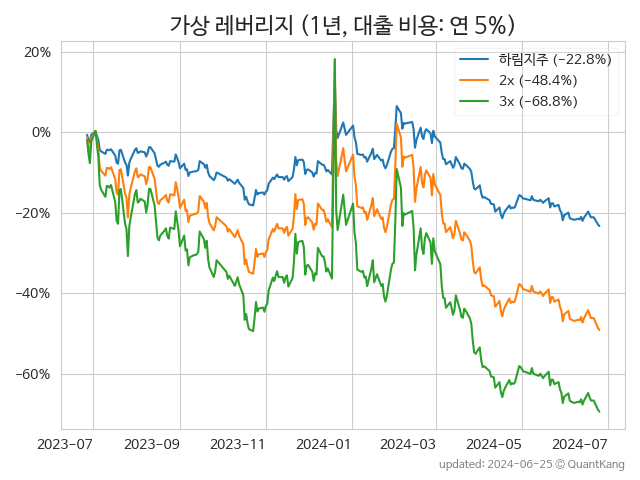 가상 레버리지 (1년, 대출 비용: 연 5%)
하림지주 (-22.8%)
2x (-48.4%)
3x (-68.8%)
20%
0%
-20%
-40%
-60%
2023-07 2023-09 2023-11 2024-01 2024-03 2024-05 2024-07
updated: 2024-06-25 © QuantKang